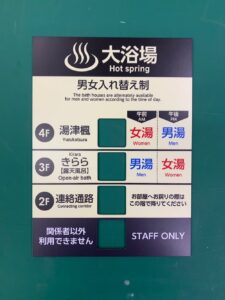 大浴場
Hot spring
男女入れ替え制
The bath houses are alternately available
for men and women according to the time of day.
午前 午後
AM PM
4F 湯津楓 女湯 男湯
Yuzukaede Women Men
3F きらら 男湯 女湯
Kirara
[露天風呂] Men Women
Open-air bath
2F 連絡通路 お部屋へお戻りの際は
Connecting corridor この階で降りてください
関係者以外
利用できません STAFF ONLY